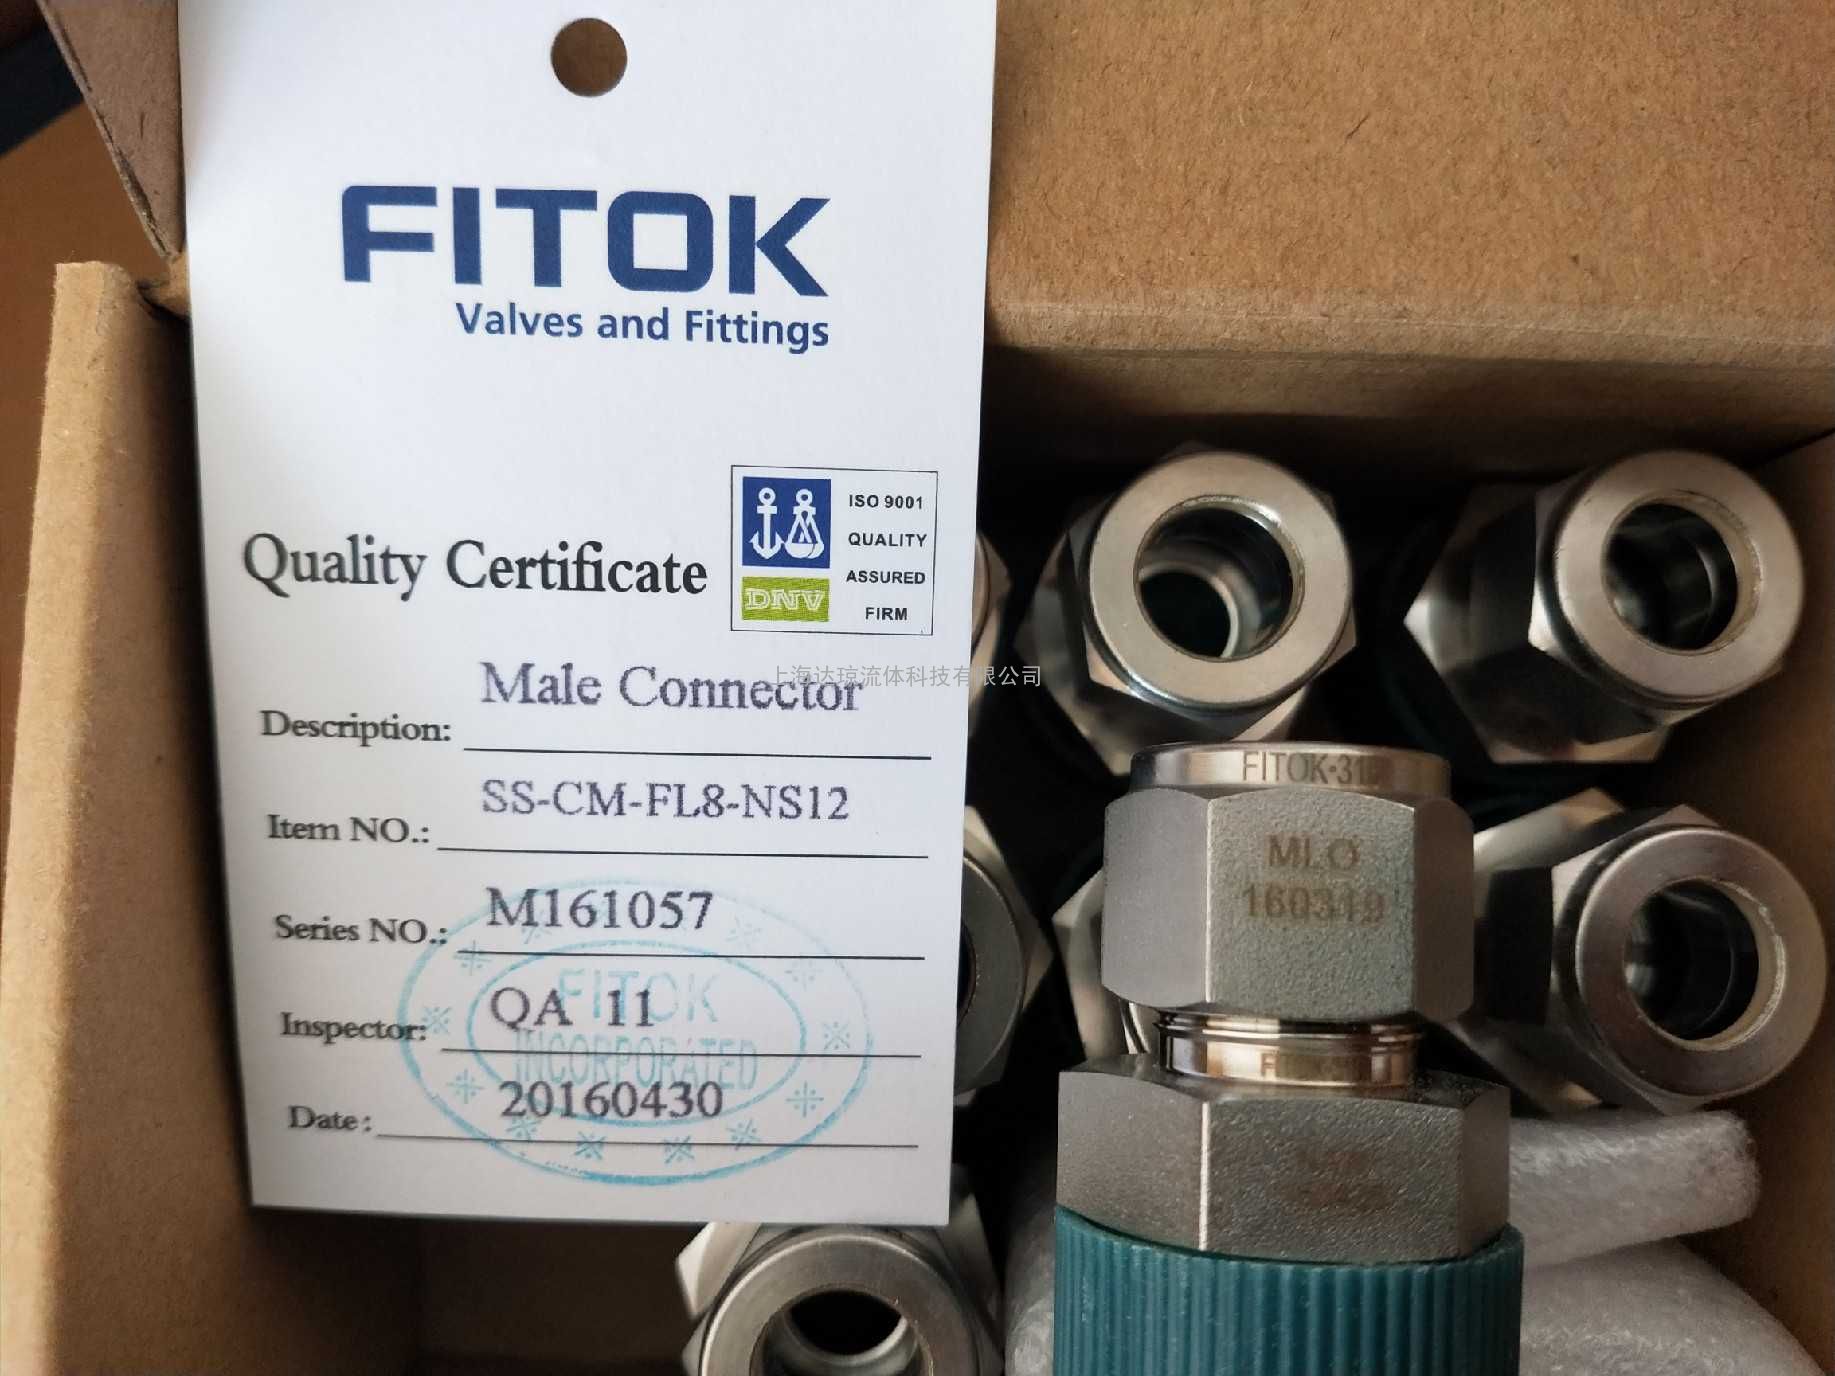 FITOK
Valves and Fittings
Quality Certificate
ISO 9001
QUALITY
ASSURED
FIRM
DNV
上海达琼流体科技有限公司
Description: Male Connector
Item NO.: SS-CM-FL8-NS12
Series NO.: M161057
Inspector: QA 11
Date: 20160430
FITOK
INCORPORATED
FITOK-31
MLO
160319